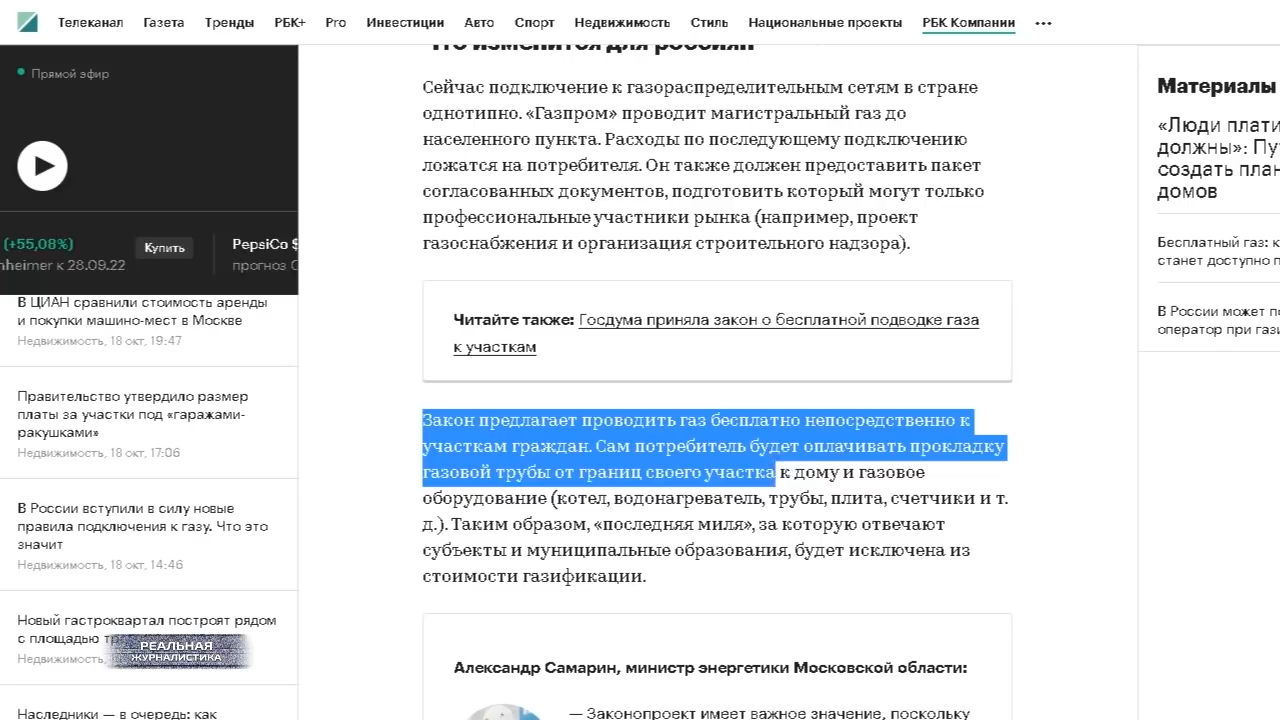 Телеканал Газета Тренды РБК+ Pro Инвестиции Авто Спорт Недвижимость Стиль Национальные проекты РБК Компании
Прямой эфир
(+55,08%)
Купить
PepsiCo $
к 28.09.22
прогноз
В ЦИАН сравнили стоимость аренды
и покупки машино-мест в Москве
Недвижимость, 18 окт, 19:47
Правительство утвердило размер
платы за участки под «гаражами-
ракушками»
Недвижимость, 18 окт, 17:06
В России вступили в силу новые
правила подключения к газу. Что это
значит
Недвижимость, 18 окт, 14:46
Новый гастроквартал построят рядом
с площадью
Недвижимость,
РЕАЛЬНАЯ
ЖУРНАЛИСТИКА
Наследники — в очередь: как
Что изменится для россиян
Сейчас подключение к газораспределительным сетям в стране
однотипно. «Газпром» проводит магистральный газ до
населенного пункта. Расходы по последующему подключению
ложатся на потребителя. Он также должен предоставить пакет
согласованных документов, подготовить который могут только
профессиональные участники рынка (например, проект
газоснабжения и организация строительного надзора).
Читайте также: Госдума приняла закон о бесплатной подводке газа
к участкам
Закон предлагает проводить газ бесплатно непосредственно к
участкам граждан. Сам потребитель будет оплачивать прокладку
газовой трубы от границ своего участка к дому и газовое
оборудование (котел, водонагреватель, трубы, плита, счетчики и т.
д.). Таким образом, «последняя миля», за которую отвечают
субъекты и муниципальные образования, будет исключена из
стоимости газификации.
Александр Самарин, министр энергетики Московской области:
— Законопроект имеет важное значение, поскольку
Материалы
«Люди плати
должны»: Пу
создать план
домов
Бесплатный газ: к
станет доступно п
В России может по
оператор при гази